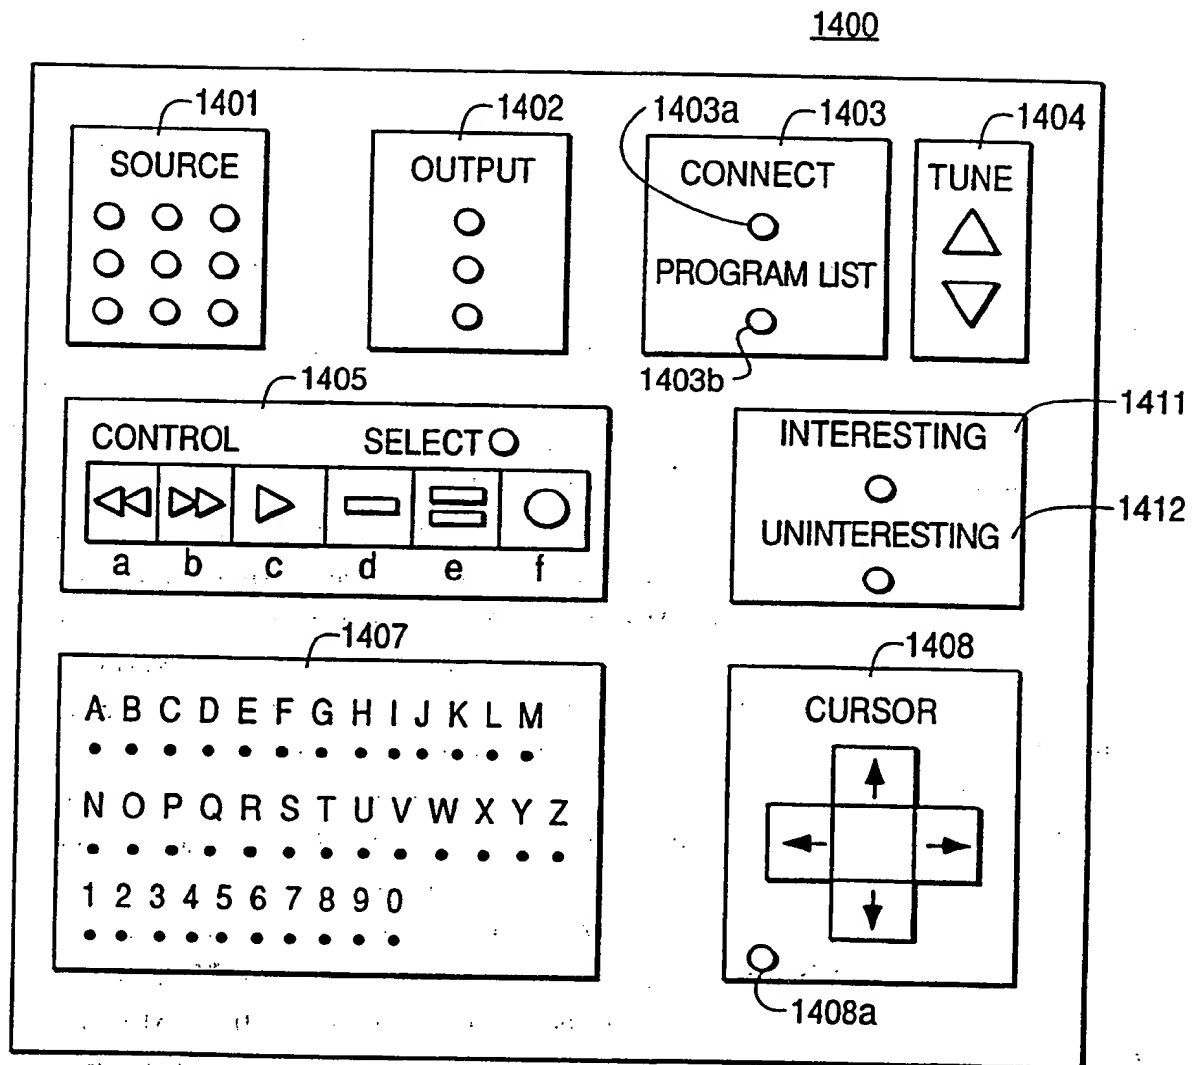 1400
1401
1402
1403a
1403
1404
SOURCE
OUTPUT
CONNECT
TUNE
PROGRAM LIST
1403b
1405
1411
CONTROL
SELECT
INTERESTING
a b c d e f
UNINTERESTING
1412
1407
1408
A B C D E F G H I J K L M
CURSOR
N O P Q R S T U V W X Y Z
1 2 3 4 5 6 7 8 9 0
1408a